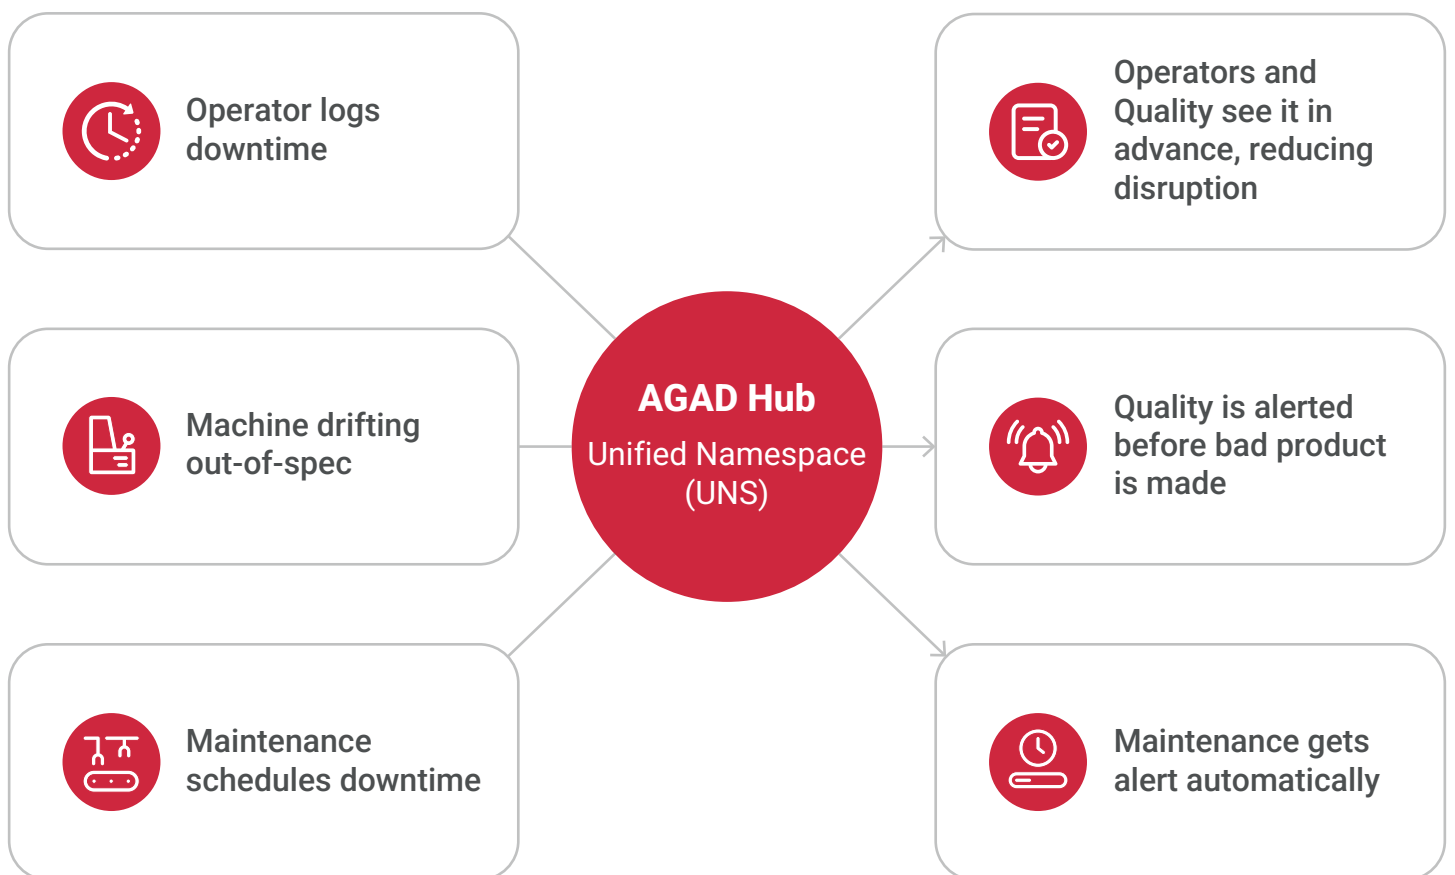 Operator logs
downtime
Machine drifting
out-of-spec
Maintenance
schedules downtime
AGAD Hub
Unified Namespace
(UNS)
Operators and
Quality see it in
advance, reducing
disruption
Quality is alerted
before bad product
is made
Maintenance gets
alert automatically